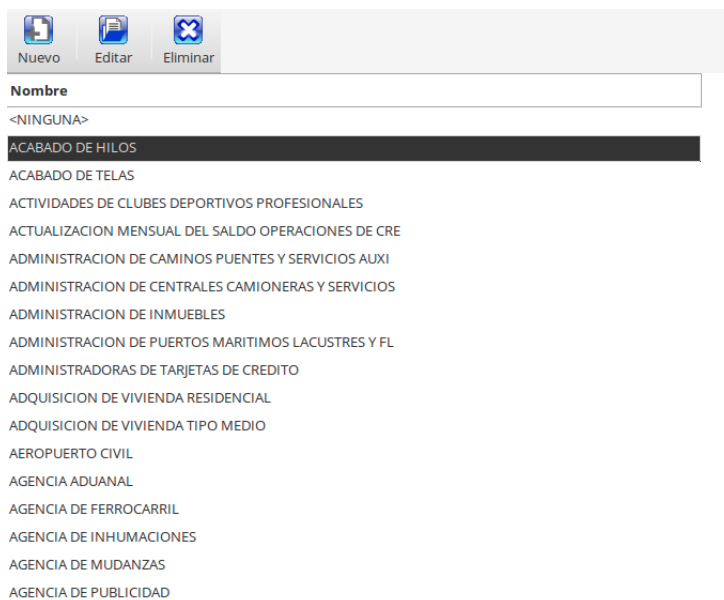 Nuevo Editar Eliminar
Nombre
<NINGUNA>
ACABADO DE HILOS
ACABADO DE TELAS
ACTIVIDADES DE CLUBES DEPORTIVOS PROFESIONALES
ACTUALIZACION MENSUAL DEL SALDO OPERACIONES DE CRE
ADMINISTRACION DE CAMINOS PUENTES Y SERVICIOS AUXI
ADMINISTRACION DE CENTRALES CAMIONERAS Y SERVICIOS
ADMINISTRACION DE INMUEBLES
ADMINISTRACION DE PUERTOS MARITIMOS LACUSTRES Y FL
ADMINISTRADORAS DE TARJETAS DE CREDITO
ADQUISICION DE VIVIENDA RESIDENCIAL
ADQUISICION DE VIVIENDA TIPO MEDIO
AEROPUERTO CIVIL
AGENCIA ADUANAL
AGENCIA DE FERROCARRIL
AGENCIA DE INHUMACIONES
AGENCIA DE MUDANZAS
AGENCIA DE PUBLICIDAD